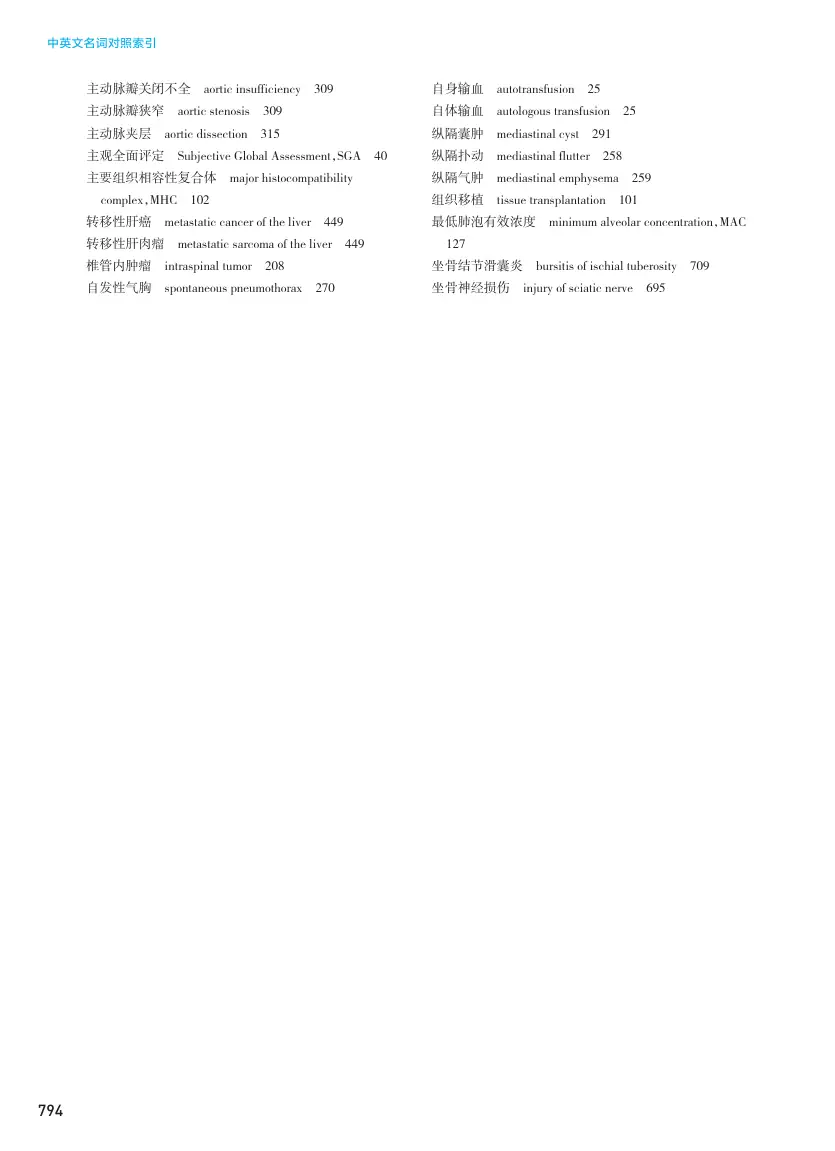 中英文名词对照索引
主动脉瓣关闭不全 aortic insufficiency 309
主动脉瓣狭窄 aortic stenosis 309
主动脉夹层 aortic dissection 315
主观全面评定 Subjective Global Assessment,SGA 40
主要组织相容性复合体 major histocompatibility
complex,MHC 102
转移性肝癌 metastatic cancer of the liver 449
转移性肝肉瘤 metastatic sarcoma of the liver 449
椎管内肿瘤 intraspinal tumor 208
自发性气胸 spontaneous pneumothorax 270
自身输血 autotransfusion 25
自体输血 autologous transfusion 25
纵隔囊肿 mediastinal cyst 291
纵隔扑动 mediastinal flutter 258
纵隔气肿 mediastinal emphysema 259
组织移植 tissue transplantation 101
最低肺泡有效浓度 minimum alveolar concentration,MAC
127
坐骨结节滑囊炎 bursitis of ischial tuberosity 709
坐骨神经损伤 injury of sciatic nerve 695
794